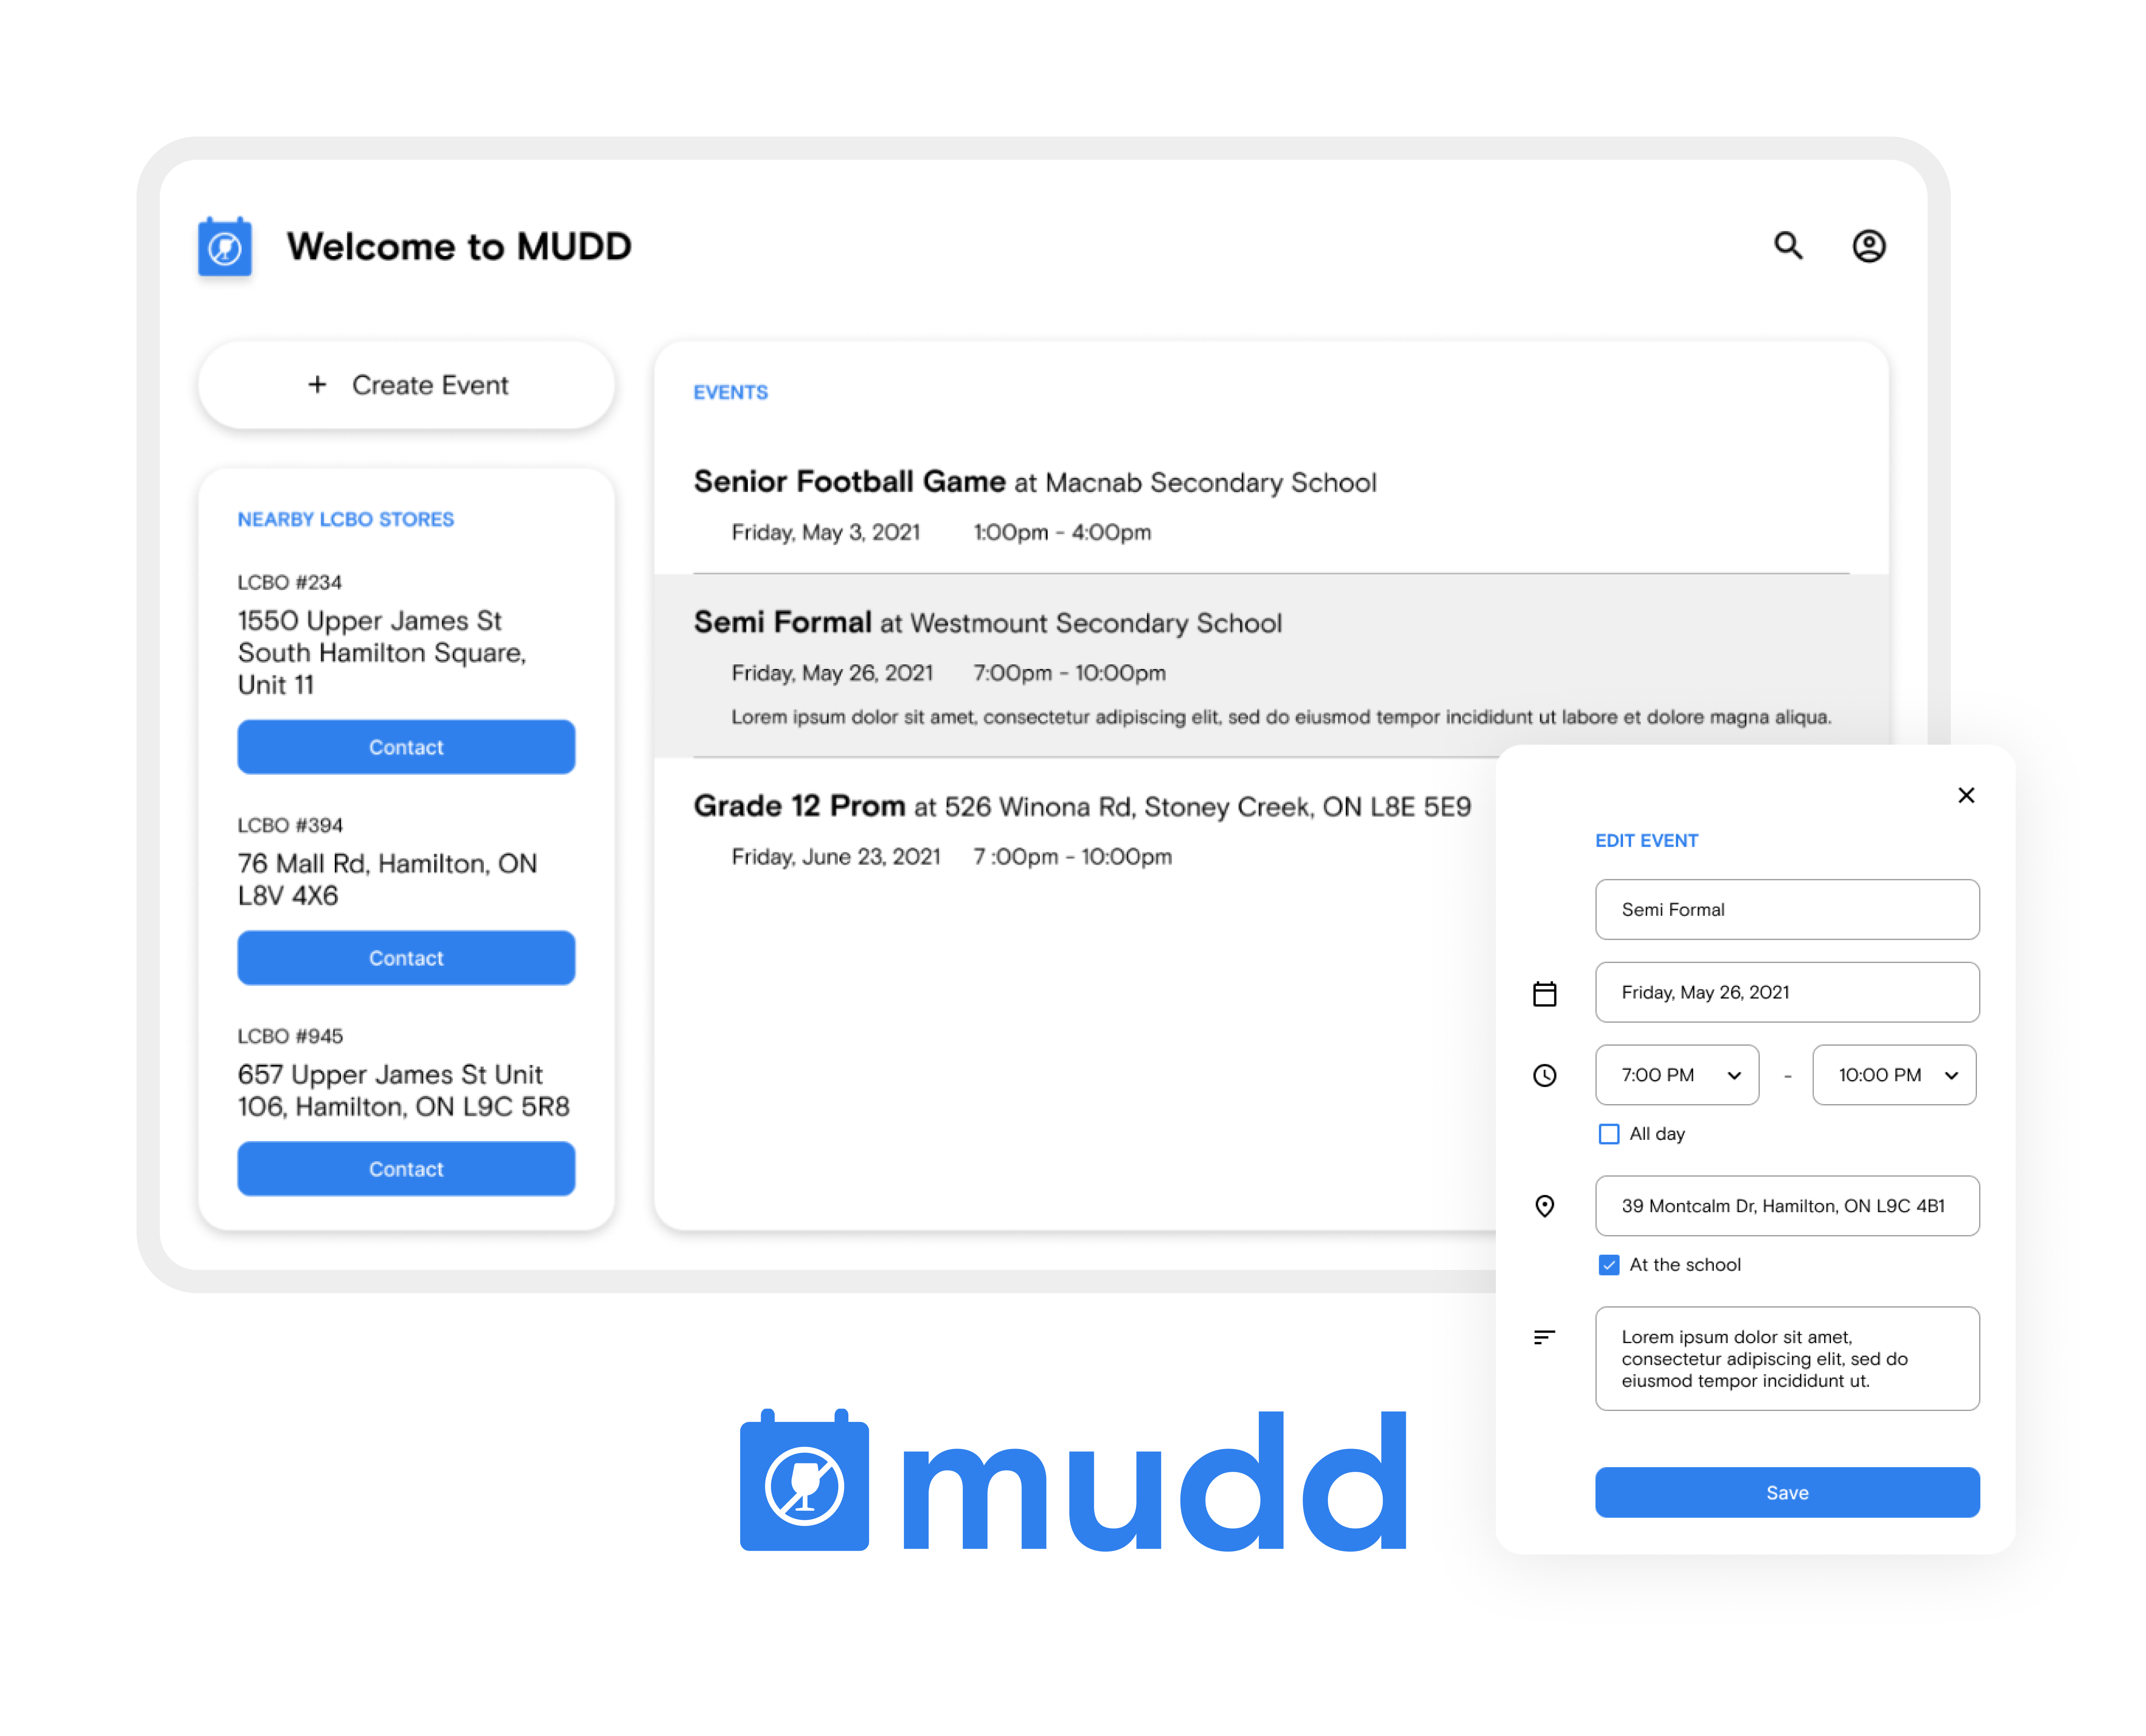 Welcome to MUDD
+ Create Event
NEARBY LCBO STORES
LCBO #234
1550 Upper James St
South Hamilton Square,
Unit 11
Contact
LCBO #394
76 Mall Rd, Hamilton, ON
L8V 4X6
Contact
LCBO #945
657 Upper James St Unit
106, Hamilton, ON L9C 5R8
Contact
EVENTS
Senior Football Game at Macnab Secondary School
Friday, May 3, 2021 1:00pm - 4:00pm
Semi Formal at Westmount Secondary School
Friday, May 26, 2021 7:00pm - 10:00pm
Lorem ipsum dolor sit amet, consectetur adipiscing elit, sed do eiusmod tempor incididunt ut labore et dolore magna aliqua.
Grade 12 Prom at 526 Winona Rd, Stoney Creek, ON L8E 5E9
Friday, June 23, 2021 7 :00pm - 10:00pm
EDIT EVENT
Semi Formal
Friday, May 26, 2021
7:00 PM - 10:00 PM
All day
39 Montcalm Dr, Hamilton, ON L9C 4B1
At the school
Lorem ipsum dolor sit amet,
consectetur adipiscing elit, sed do
eiusmod tempor incididunt ut.
Save
mudd